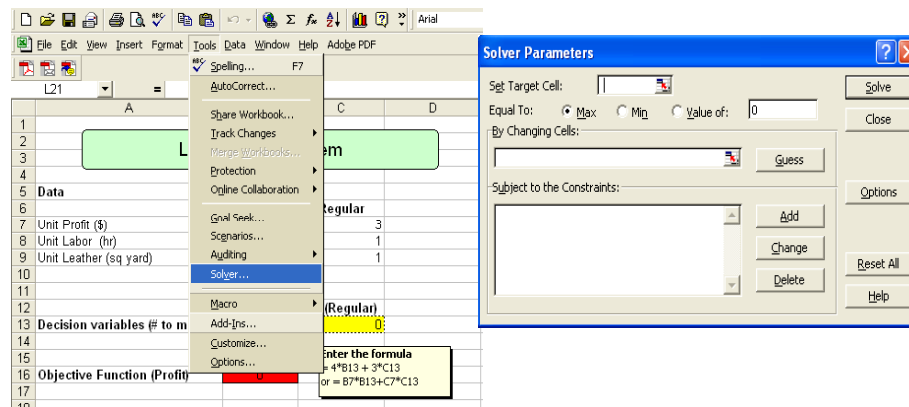 Arial
File Edit View Insert Format Tools Data Window Help Adobe PDF
L21 =
A C D
1
2
3
4
5 Data
6 Regular
7 Unit Profit ($) 3
8 Unit Labor (hr) 1
9 Unit Leather (sq yard) 1
10
11
12 (Regular)
13 Decision variables (# to m 0
14
15
16 Objective Function (Profit) 0
17
18
L em
Spelling... F7
AutoCorrect...
Share Workbook...
Track Changes
Merge Workbooks...
Protection
Online Collaboration
Goal Seek...
Scenarios...
Auditing
Solver...
Macro
Add-Ins...
Customize...
Options...
Enter the formula
= 4*B13 + 3*C13
or = B7*B13+C7*C13
Solver Parameters
Set Target Cell:
Equal To: Max Min Value of: 0
By Changing Cells:
Guess
Subject to the Constraints:
Add
Change
Delete
Solve
Close
Options
Reset All
Help